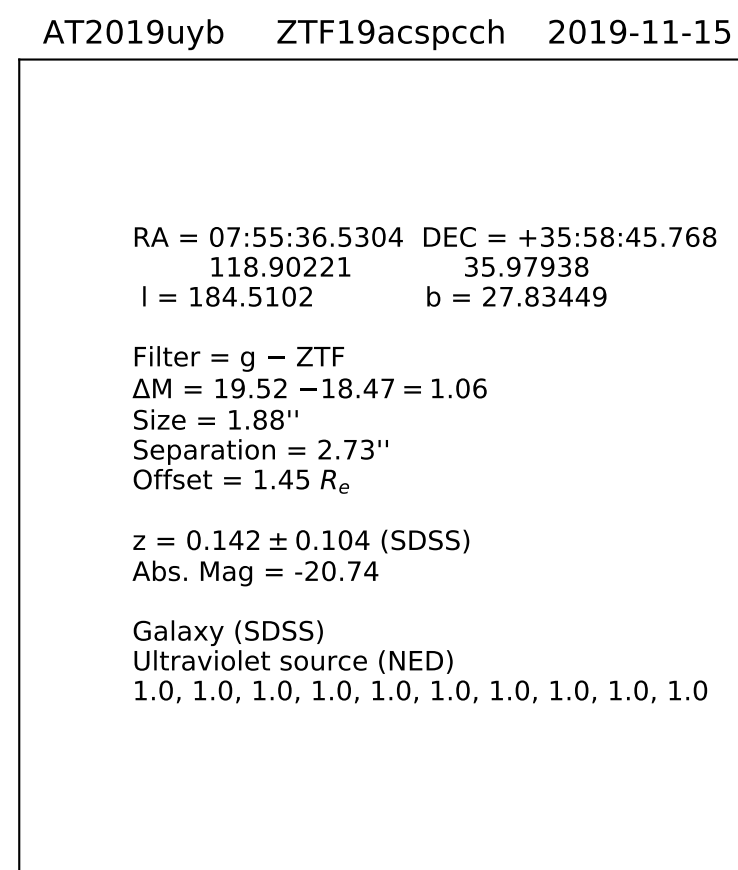 AT2019uyb ZTF19acspcch 2019-11-15
RA = 07:55:36.5304 DEC = +35:58:45.768
118.90221 35.97938
l = 184.5102 b = 27.83449
Filter = g − ZTF
ΔM = 19.52 −18.47 = 1.06
Size = 1.88''
Separation = 2.73''
Offset = 1.45 Rₑ
z = 0.142 ± 0.104 (SDSS)
Abs. Mag = -20.74
Galaxy (SDSS)
Ultraviolet source (NED)
1.0, 1.0, 1.0, 1.0, 1.0, 1.0, 1.0, 1.0, 1.0, 1.0